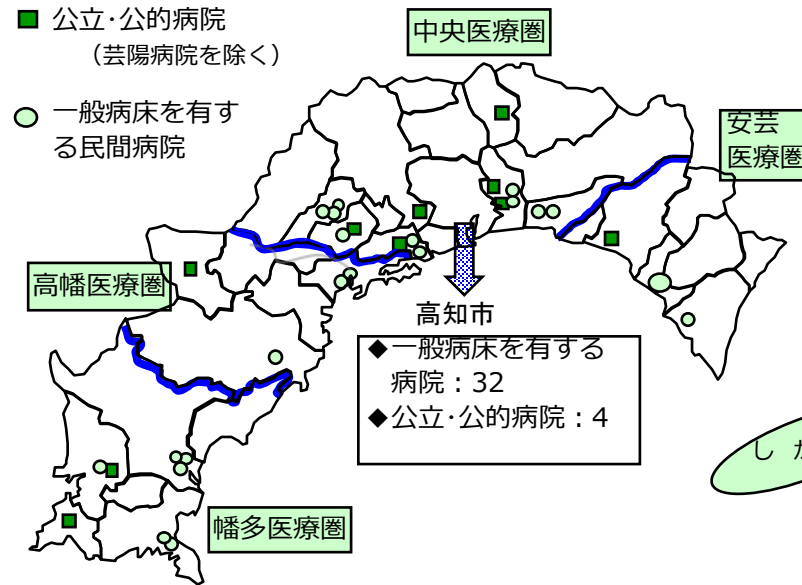 公立･公的病院
（芸陽病院を除く）
一般病床を有す
る民間病院
中央医療圏
安芸
医療圏
高幡医療圏
高知市
◆一般病床を有する
病院：32
◆公立･公的病院：4
幡多医療圏
し